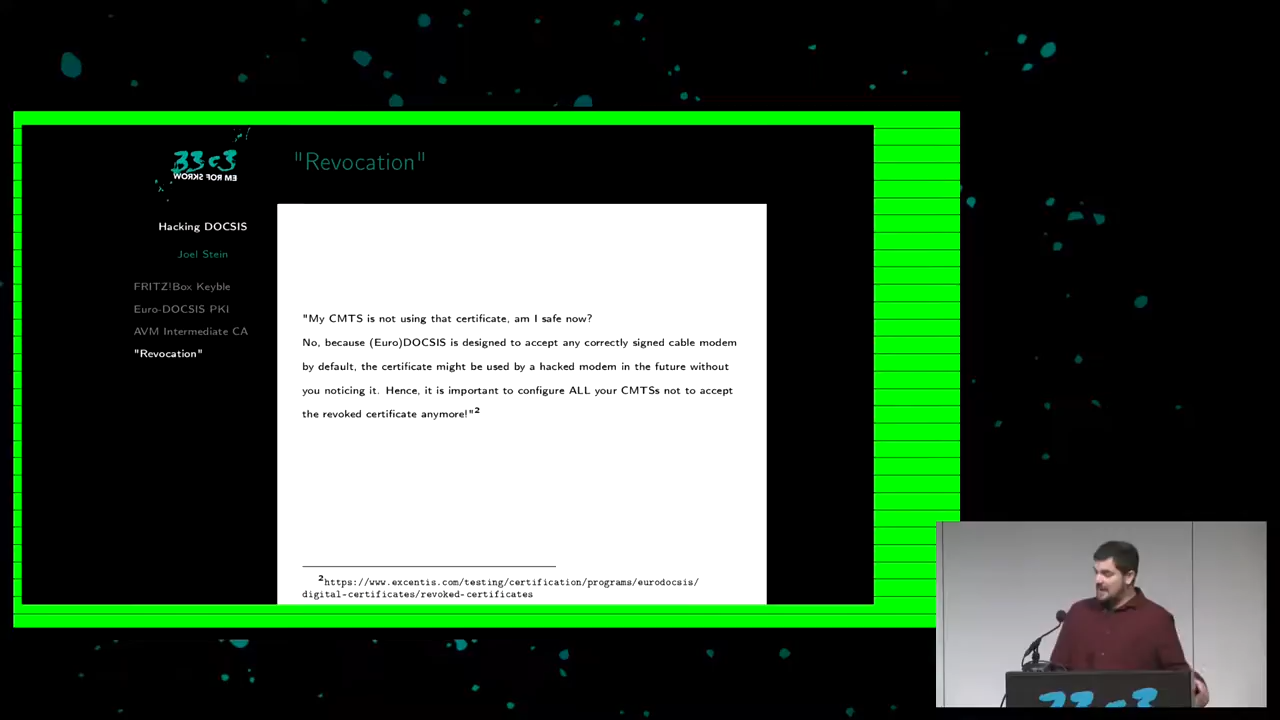 33c3
WORKS FOR ME
"Revocation"
Hacking DOCSIS
Joel Stein
FRITZ!Box Keyble
Euro-DOCSIS PKI
AVM Intermediate CA
"Revocation"
"My CMTS is not using that certificate, am I safe now?
No, because (Euro)DOCSIS is designed to accept any correctly signed cable modem
by default, the certificate might be used by a hacked modem in the future without
you noticing it. Hence, it is important to configure ALL your CMTSs not to accept
the revoked certificate anymore!"2
2https://www.excentis.com/testing/certification/programs/eurodocsis/
digital-certificates/revoked-certificates
33c3